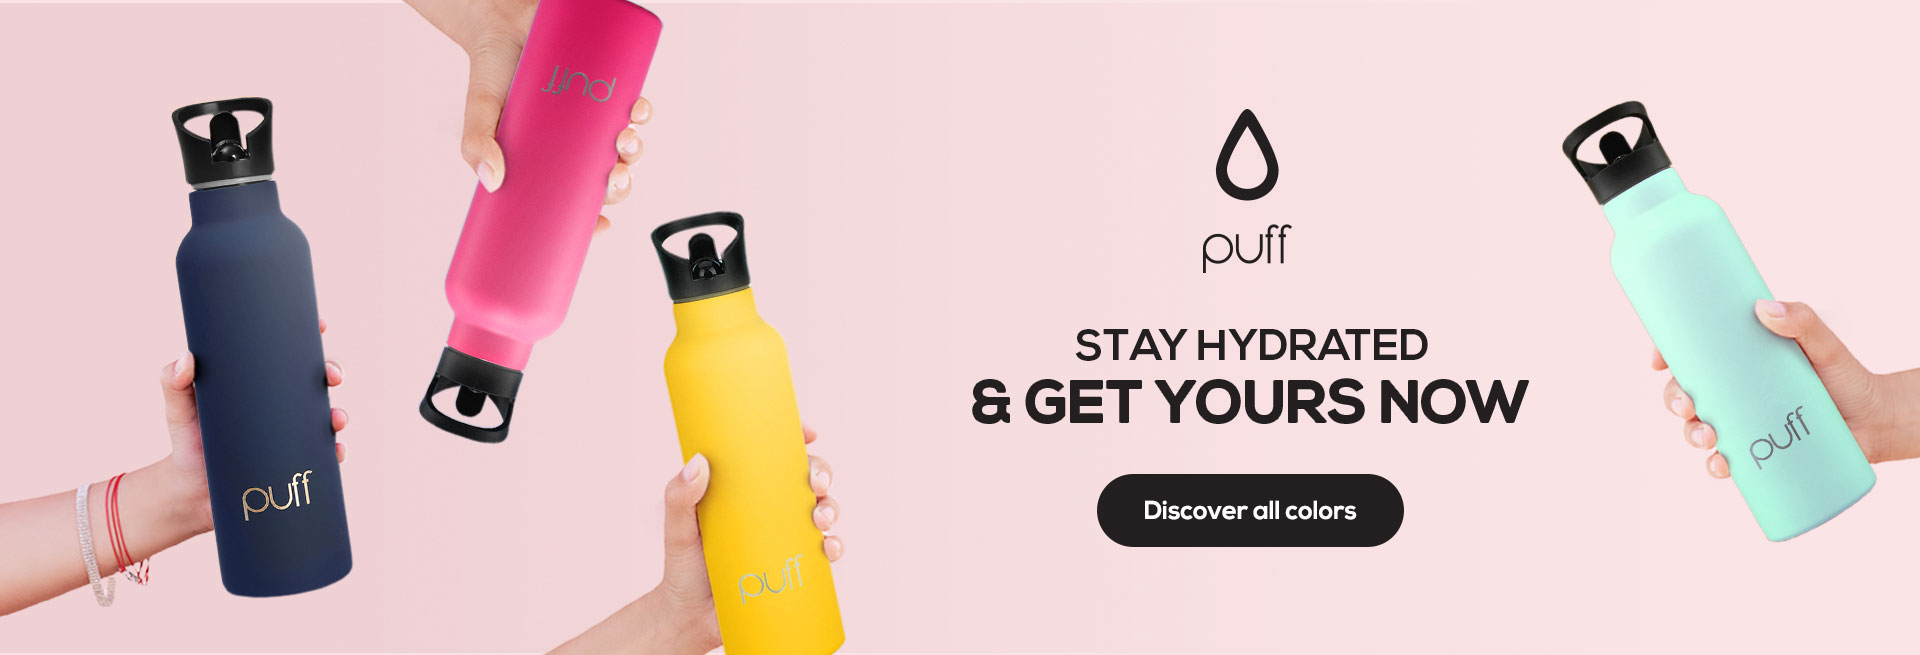 puff
puff
puff
puff
STAY HYDRATED
& GET YOURS NOW
Discover all colors
puff